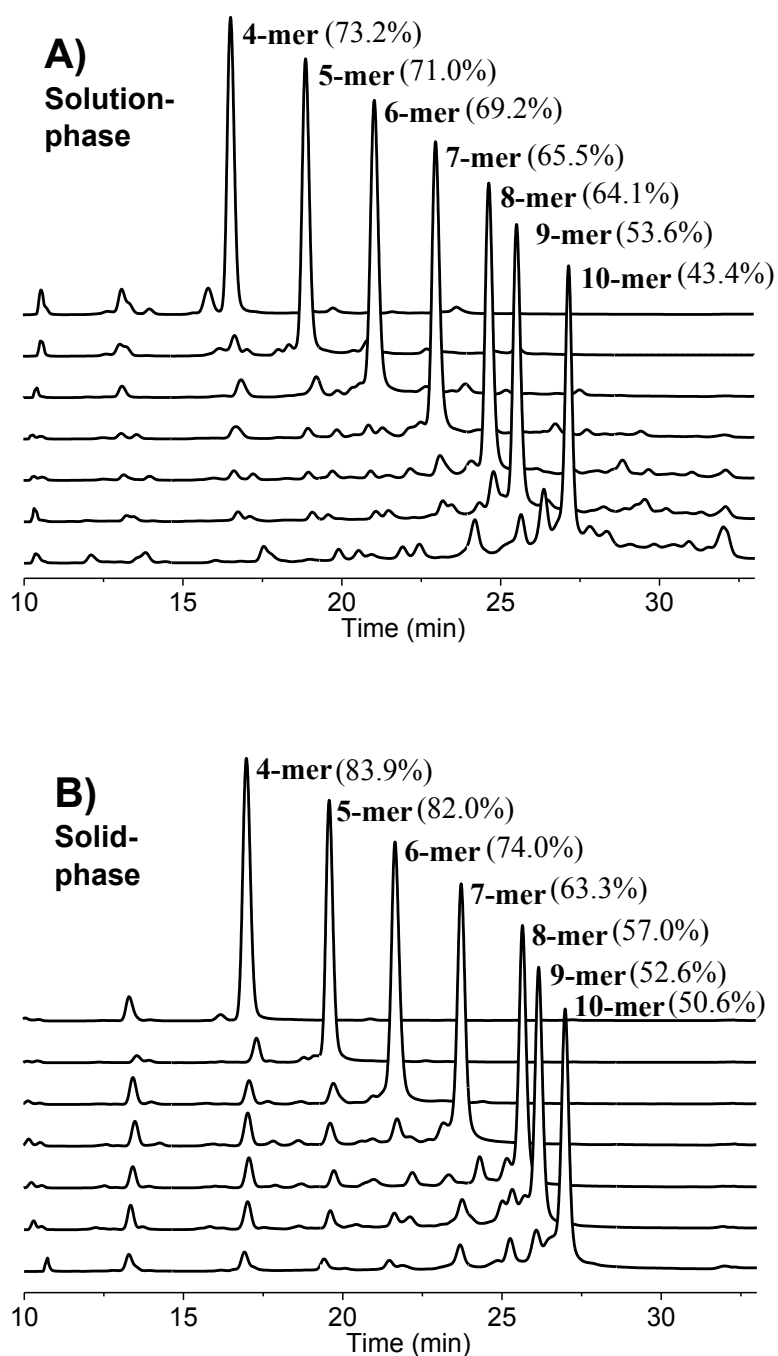 A)
Solution-
phase
4-mer (73.2%)
5-mer (71.0%)
6-mer (69.2%)
7-mer (65.5%)
8-mer (64.1%)
9-mer (53.6%)
10-mer (43.4%)
10 15 20 25 30
Time (min)
B)
Solid-
phase
4-mer (83.9%)
5-mer (82.0%)
6-mer (74.0%)
7-mer (63.3%)
8-mer (57.0%)
9-mer (52.6%)
10-mer (50.6%)
10 15 20 25 30
Time (min)